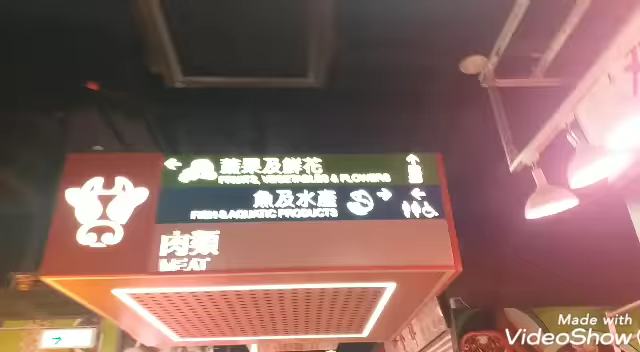 蔬果及鮮花
FRUITS, VEGETABLES & FLOWERS
魚及水產
FISH & AQUATIC PRODUCTS
肉類
MEAT
Made with
VideoShow